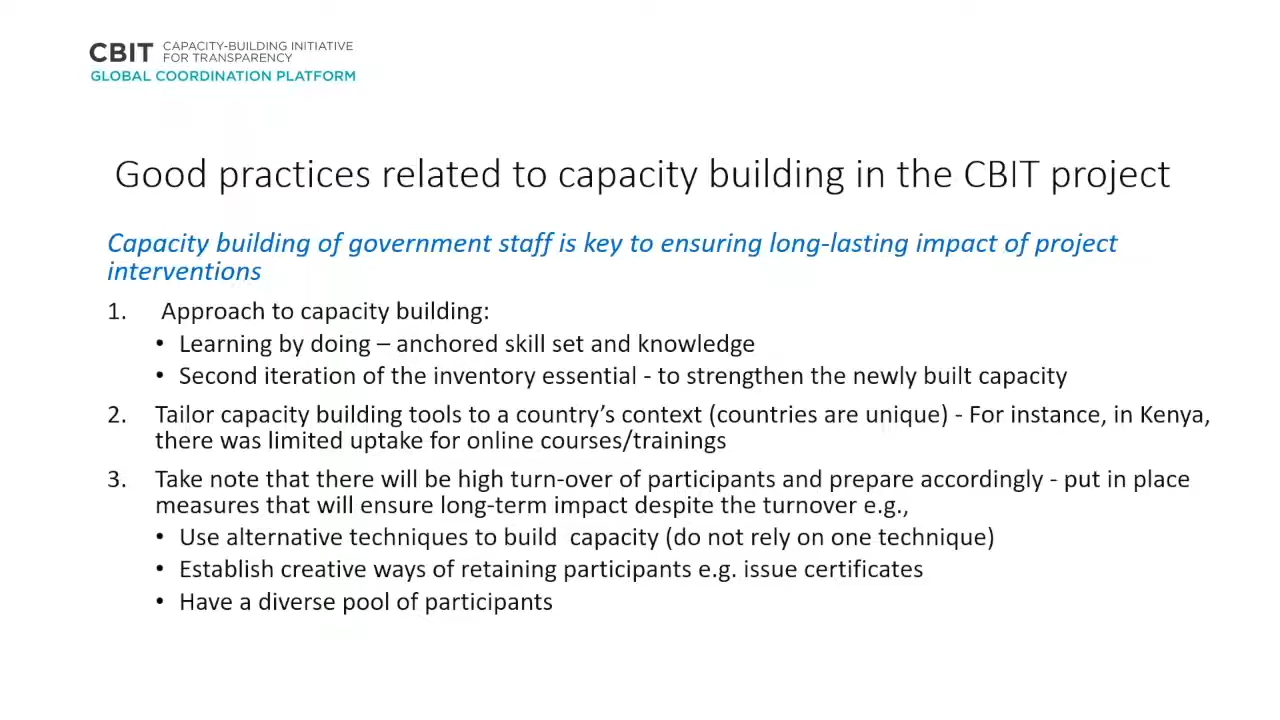 CBIT CAPACITY-BUILDING INITIATIVE
FOR TRANSPARENCY
GLOBAL COORDINATION PLATFORM
Good practices related to capacity building in the CBIT project
Capacity building of government staff is key to ensuring long-lasting impact of project
interventions
1. Approach to capacity building:
• Learning by doing – anchored skill set and knowledge
• Second iteration of the inventory essential - to strengthen the newly built capacity
2. Tailor capacity building tools to a country’s context (countries are unique) - For instance, in Kenya,
there was limited uptake for online courses/trainings
3. Take note that there will be high turn-over of participants and prepare accordingly - put in place
measures that will ensure long-term impact despite the turnover e.g.,
• Use alternative techniques to build capacity (do not rely on one technique)
• Establish creative ways of retaining participants e.g. issue certificates
• Have a diverse pool of participants